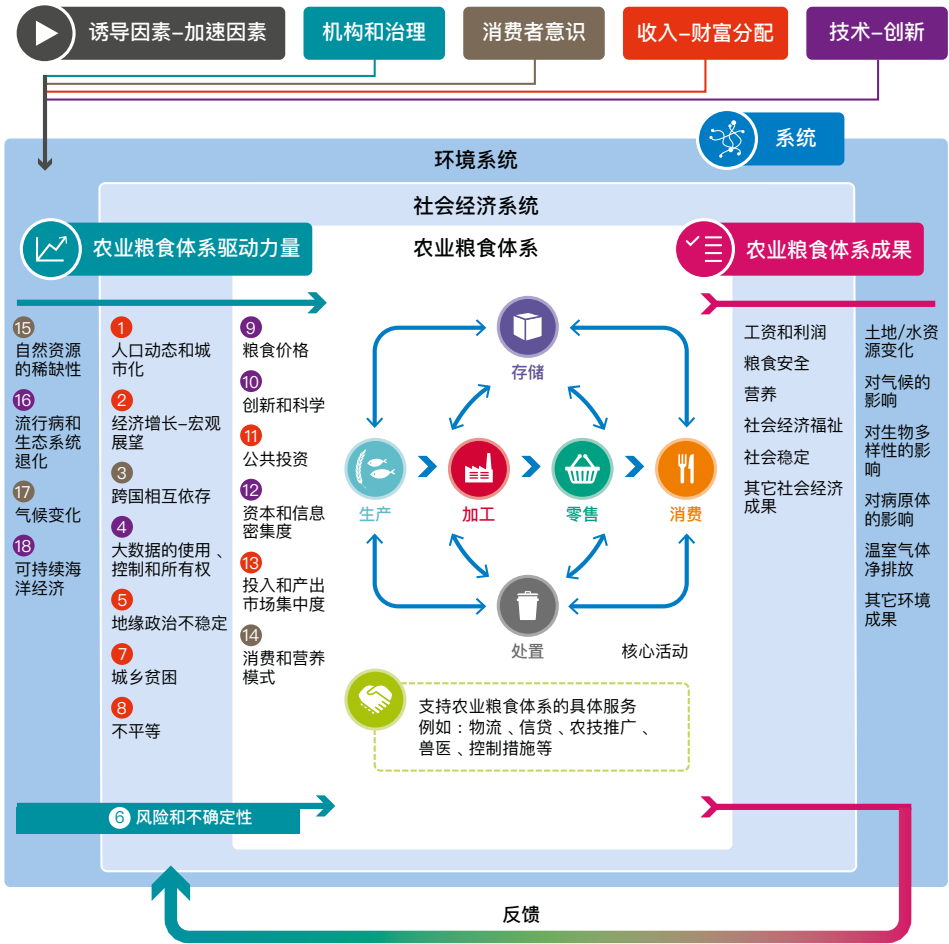 诱导因素–加速因素
机构和治理
消费者意识
收入–财富分配
技术–创新
系统
环境系统
社会经济系统
农业粮食体系驱动力量
农业粮食体系
农业粮食体系成果
15
自然资源
的稀缺性
16
流行病和
生态系统
退化
17
气候变化
18
可持续海
洋经济
1
人口动态和城
市化
2
经济增长–宏观
展望
3
跨国相互依存
4
大数据的使用、
控制和所有权
5
地缘政治不稳定
7
城乡贫困
8
不平等
9
粮食价格
10
创新和科学
11
公共投资
12
资本和信息
密集度
13
投入和产出
市场集中度
14
消费和营养
模式
存储
生产
加工
零售
消费
处置
核心活动
支持农业粮食体系的具体服务
例如：物流、信贷、农技推广、
兽医、控制措施等
工资和利润
粮食安全
营养
社会经济福祉
社会稳定
其它社会经济
成果
土地/水资
源变化
对气候的
影响
对生物多
样性的影
响
对病原体
的影响
温室气体
净排放
其它环境
成果
6 风险和不确定性
反馈